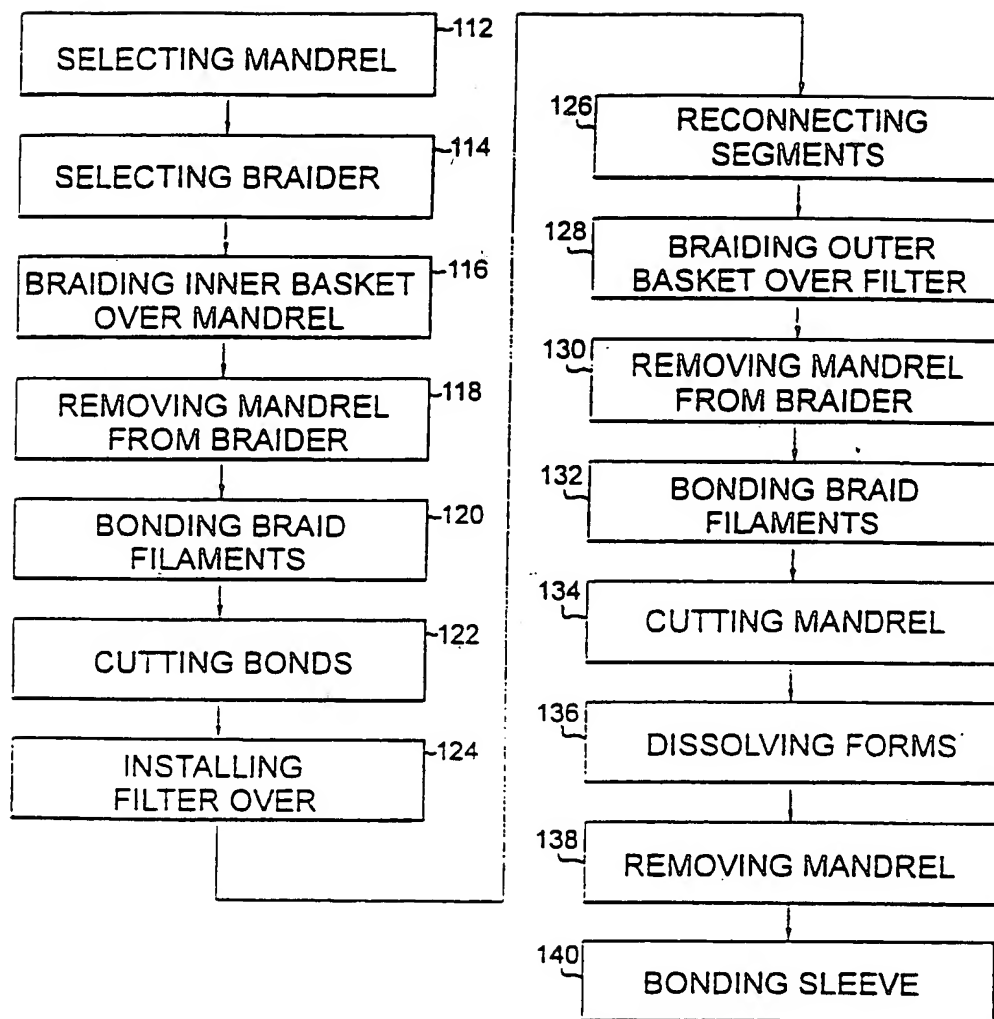 112
SELECTING MANDREL
114
SELECTING BRAIDER
116
BRAIDING INNER BASKET
OVER MANDREL
118
REMOVING MANDREL
FROM BRAIDER
120
BONDING BRAID
FILAMENTS
122
CUTTING BONDS
124
INSTALLING
FILTER OVER
126
RECONNECTING
SEGMENTS
128
BRAIDING OUTER
BASKET OVER FILTER
130
REMOVING MANDREL
FROM BRAIDER
132
BONDING BRAID
FILAMENTS
134
CUTTING MANDREL
136
DISSOLVING FORMS
138
REMOVING MANDREL
140
BONDING SLEEVE